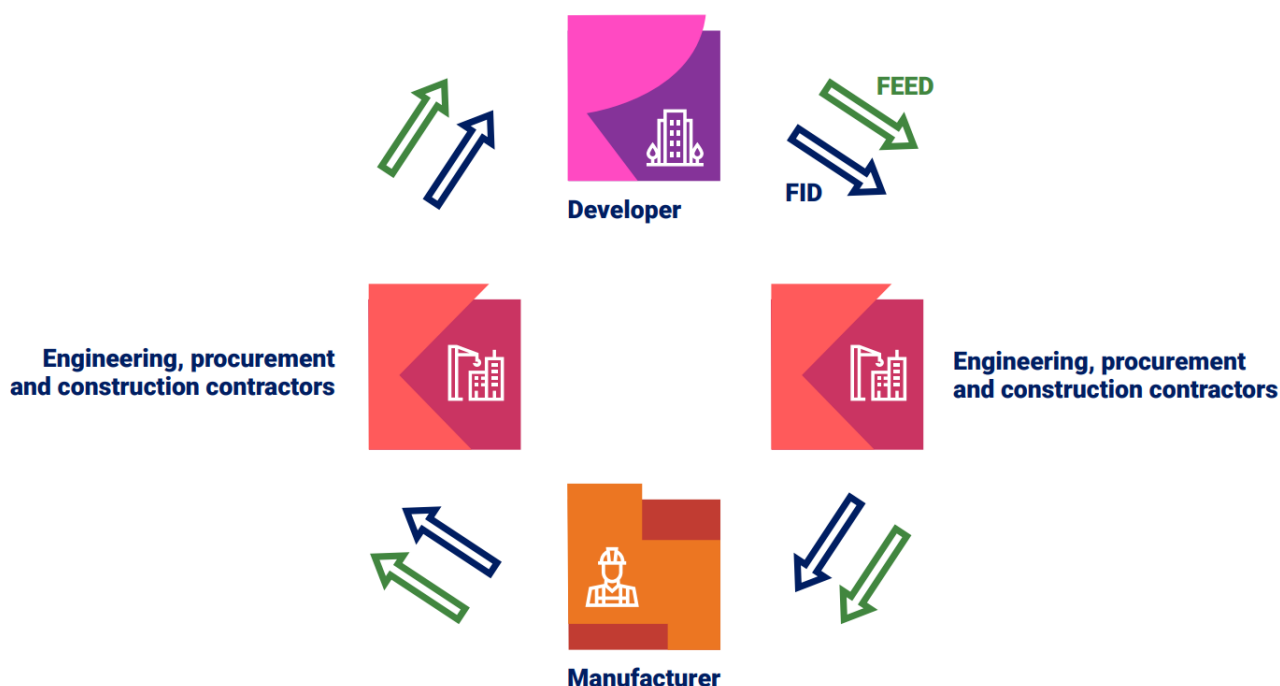 FEED
FID
Developer
Engineering, procurement
and construction contractors
Engineering, procurement
and construction contractors
Manufacturer